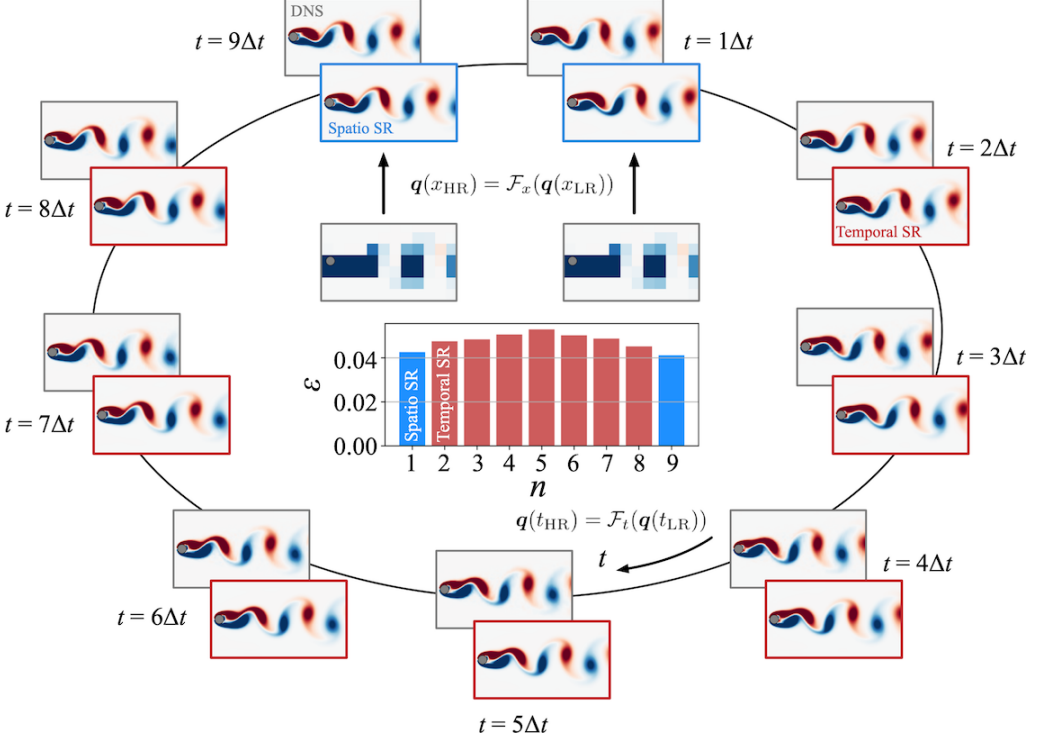 DNS
t = 9Δt
t = 1Δt
Spatio SR
t = 2Δt
Temporal SR
t = 8Δt
q(x_HR) = ℱ_x(q(x_LR))
t = 3Δt
ε
0.04
0.02
0.00
Spatio SR
Temporal SR
1 2 3 4 5 6 7 8 9
n
t = 7Δt
q(t_HR) = ℱ_t(q(t_LR))
t
t = 4Δt
t = 6Δt
t = 5Δt